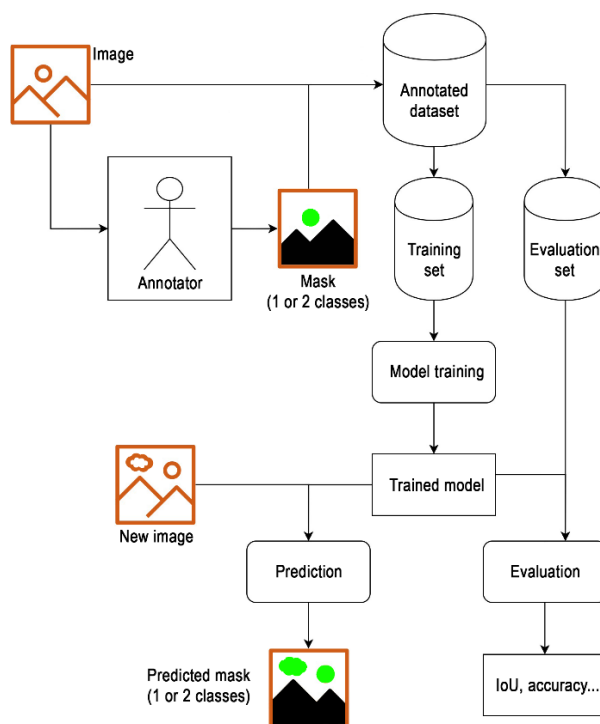 Image
Annotated
dataset
Annotator
Mask
(1 or 2 classes)
Training
set
Evaluation
set
Model training
Trained model
New image
Prediction
Evaluation
Predicted mask
(1 or 2 classes)
IoU, accuracy...